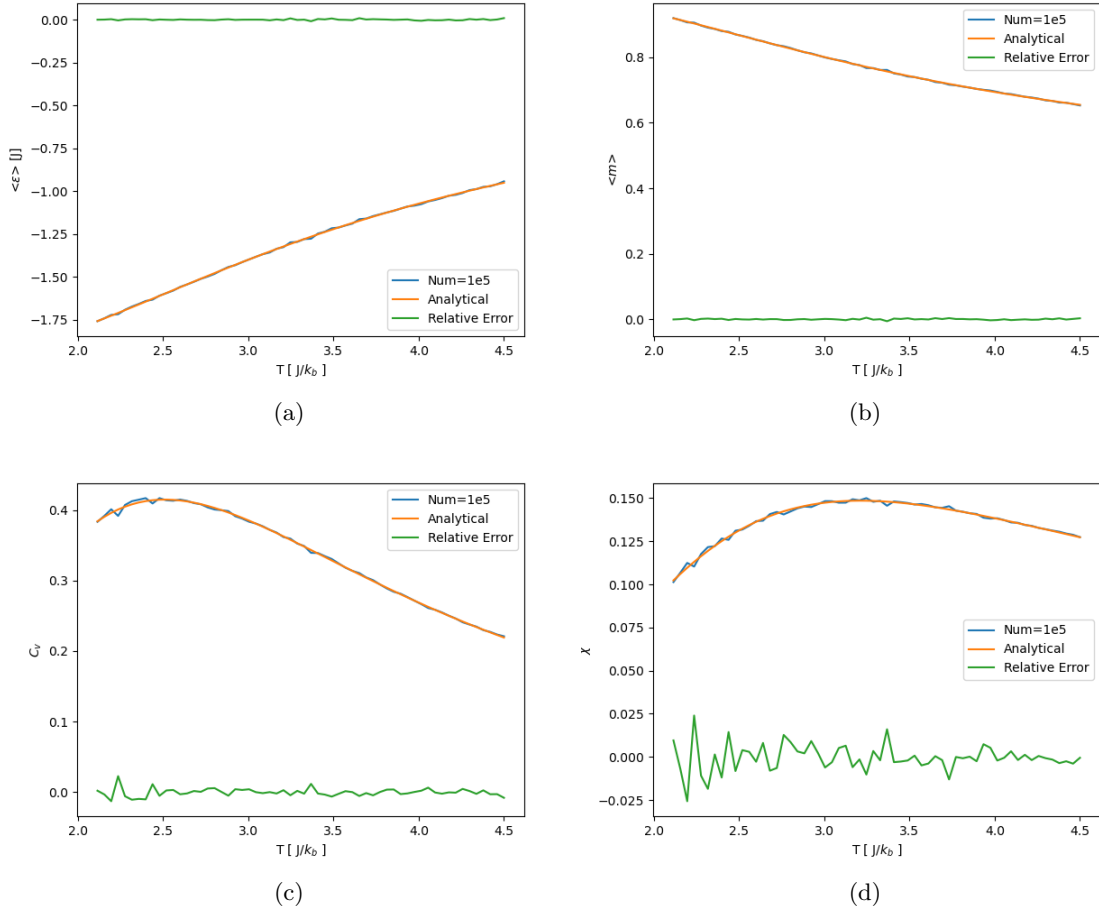 0.00
−0.25
−0.50
−0.75
−1.00
−1.25
−1.50
−1.75
<ε> [J]
Num=1e5
Analytical
Relative Error
2.0 2.5 3.0 3.5 4.0 4.5
T [ J/k_b ]
(a)
0.8
0.6
0.4
0.2
0.0
<m>
Num=1e5
Analytical
Relative Error
2.0 2.5 3.0 3.5 4.0 4.5
T [ J/k_b ]
(b)
0.4
0.3
0.2
0.1
0.0
C_v
Num=1e5
Analytical
Relative Error
2.0 2.5 3.0 3.5 4.0 4.5
T [ J/k_b ]
(c)
0.150
0.125
0.100
0.075
0.050
0.025
0.000
−0.025
χ
Num=1e5
Analytical
Relative Error
2.0 2.5 3.0 3.5 4.0 4.5
T [ J/k_b ]
(d)